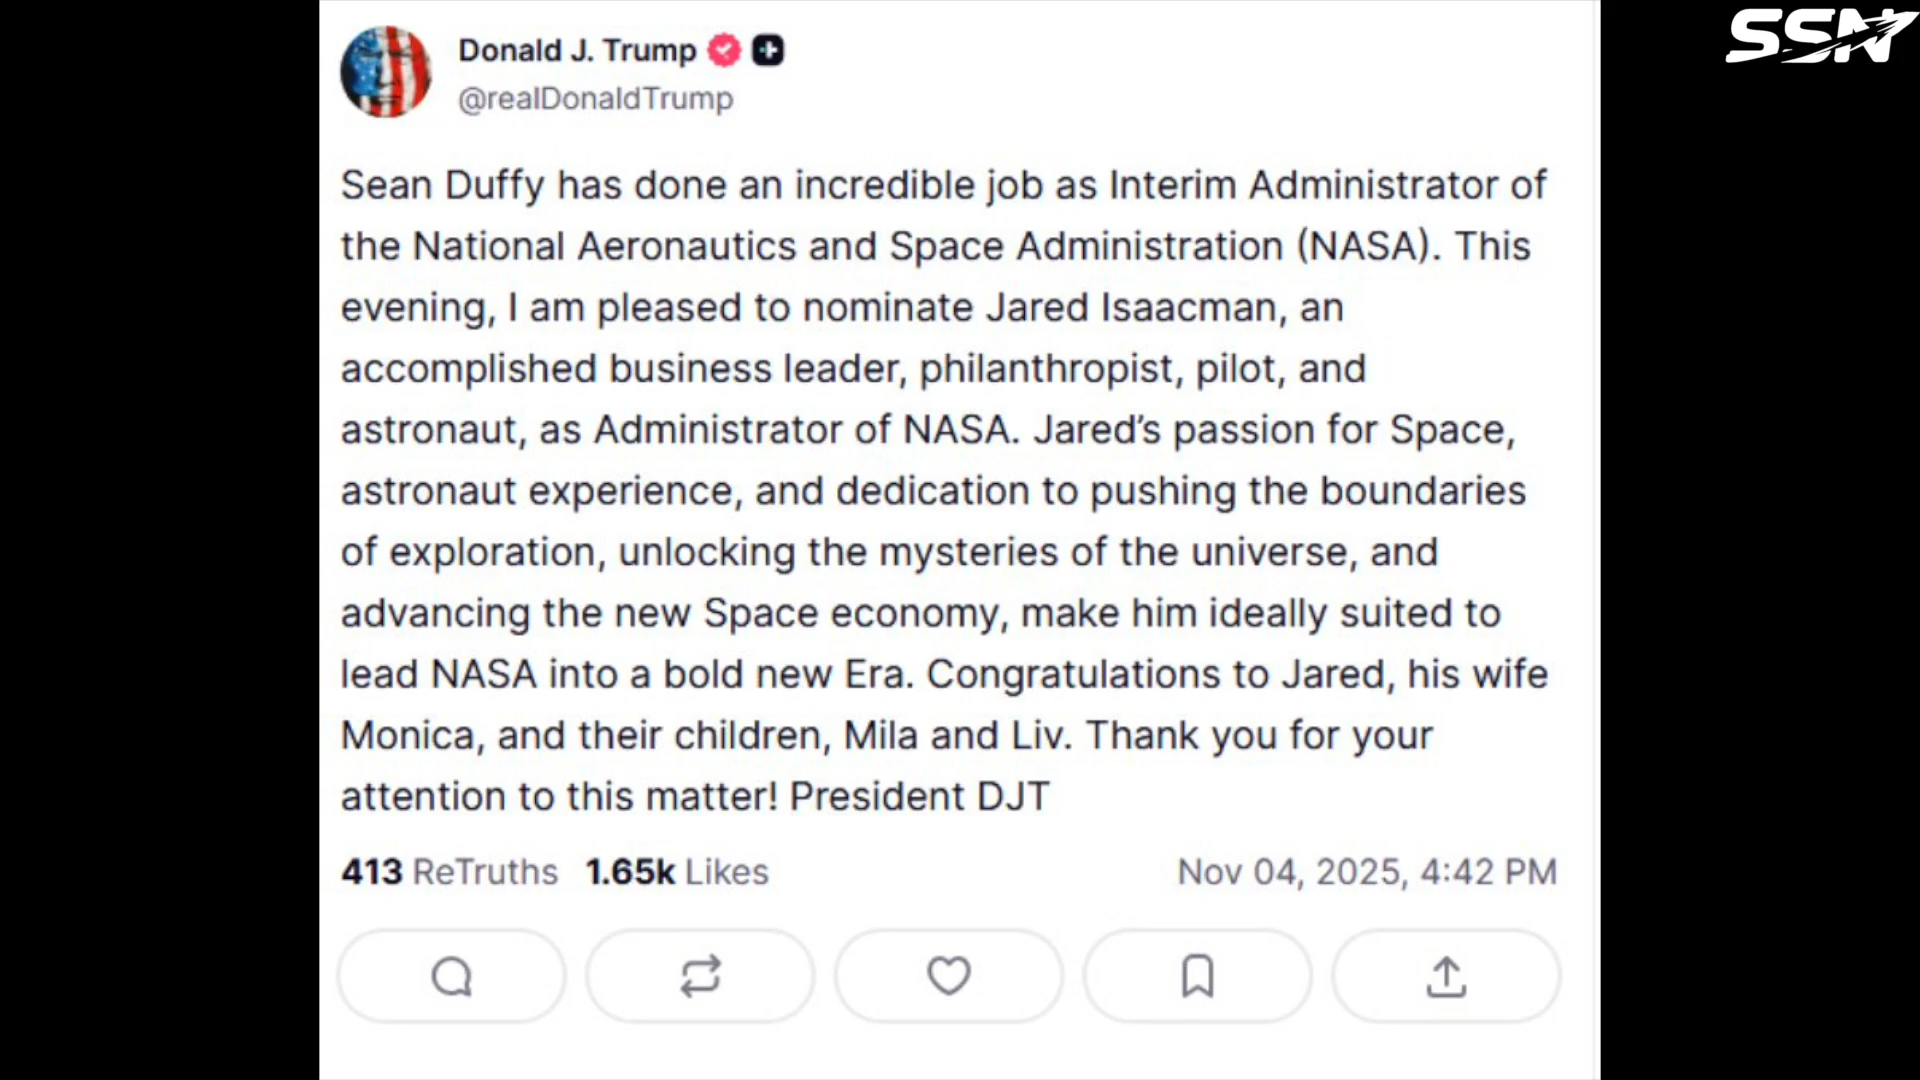 SSN
Donald J. Trump
@realDonaldTrump
Sean Duffy has done an incredible job as Interim Administrator of
the National Aeronautics and Space Administration (NASA). This
evening, I am pleased to nominate Jared Isaacman, an
accomplished business leader, philanthropist, pilot, and
astronaut, as Administrator of NASA. Jared’s passion for Space,
astronaut experience, and dedication to pushing the boundaries
of exploration, unlocking the mysteries of the universe, and
advancing the new Space economy, make him ideally suited to
lead NASA into a bold new Era. Congratulations to Jared, his wife
Monica, and their children, Mila and Liv. Thank you for your
attention to this matter! President DJT
413 ReTruths 1.65k Likes Nov 04, 2025, 4:42 PM